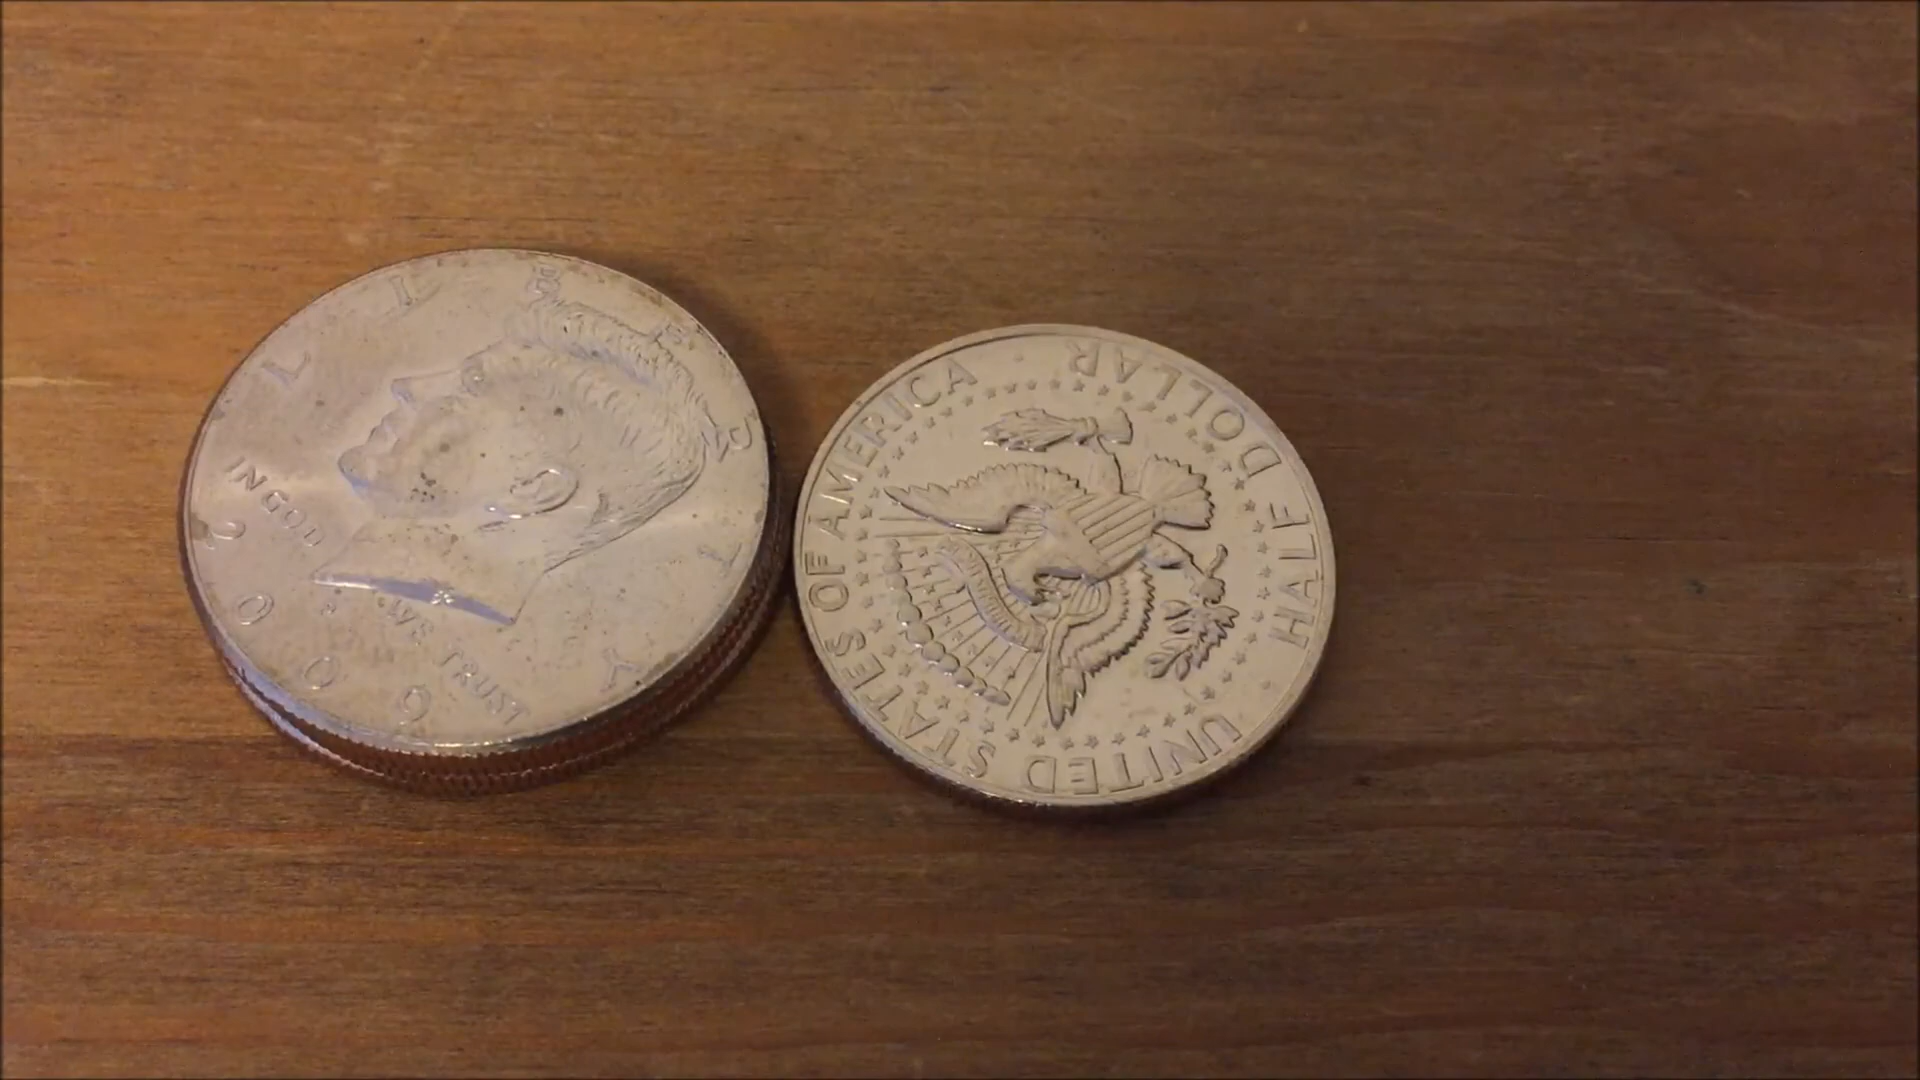 LIBERTY
IN GOD WE TRUST
2009
UNITED STATES OF AMERICA
HALF DOLLAR